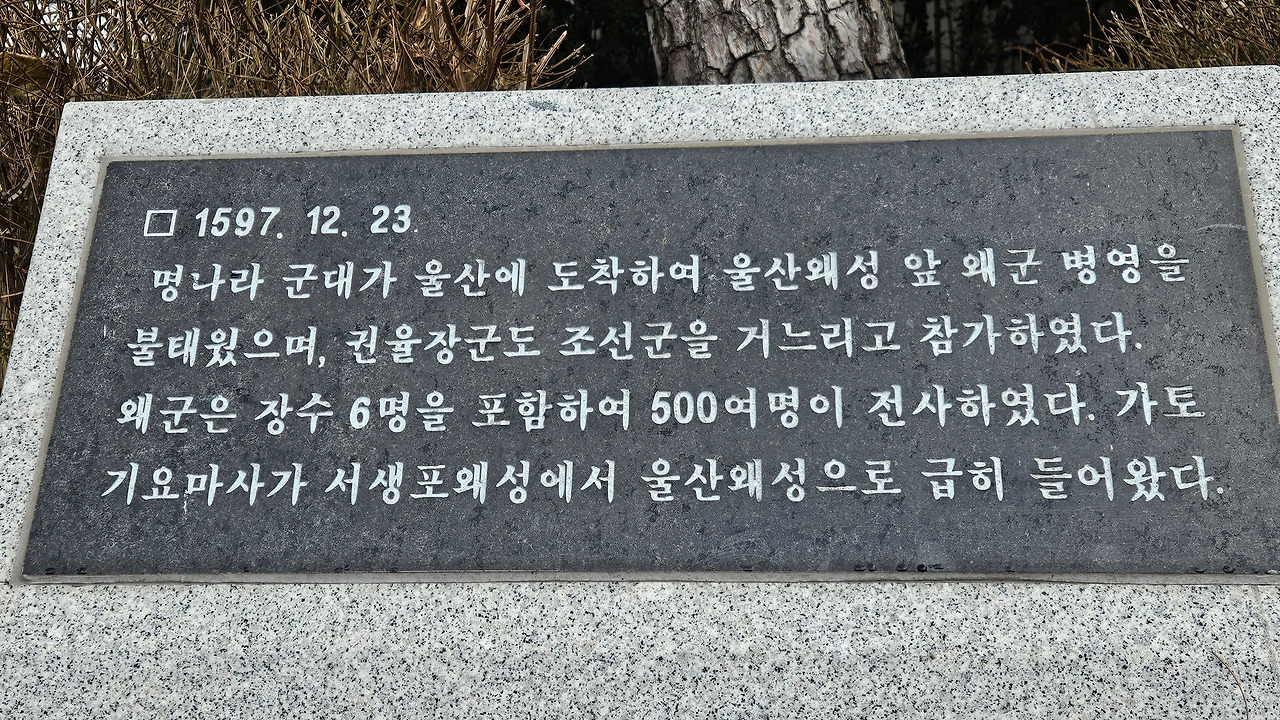 □ 1597. 12. 23.
명나라 군대가 울산에 도착하여 울산왜성 앞 왜군 병영을
불태웠으며, 권율장군도 조선군을 거느리고 참가하였다.
왜군은 장수 6명을 포함하여 500여명이 전사하였다. 가토
기요마사가 서생포왜성에서 울산왜성으로 급히 들어왔다.